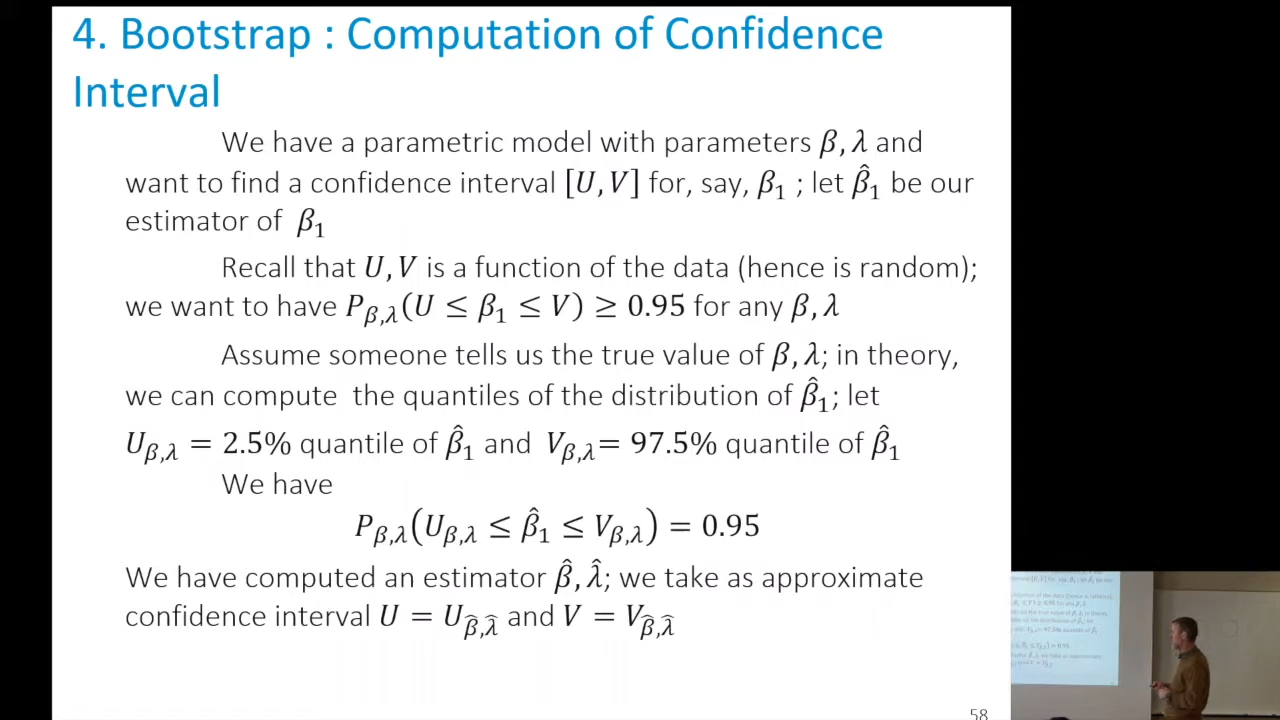 4. Bootstrap : Computation of Confidence
Interval
We have a parametric model with parameters β, λ and
want to find a confidence interval [U, V] for, say, β₁ ; let β̂₁ be our
estimator of β₁
Recall that U, V is a function of the data (hence is random);
we want to have P_{β,λ}(U ≤ β₁ ≤ V) ≥ 0.95 for any β, λ
Assume someone tells us the true value of β, λ; in theory,
we can compute the quantiles of the distribution of β̂₁; let
U_{β,λ} = 2.5% quantile of β̂₁ and V_{β,λ} = 97.5% quantile of β̂₁
We have
P_{β,λ}(U_{β,λ} ≤ β̂₁ ≤ V_{β,λ}) = 0.95
We have computed an estimator β̂, λ̂; we take as approximate
confidence interval U = U_{β̂,λ̂} and V = V_{β̂,λ̂}
58